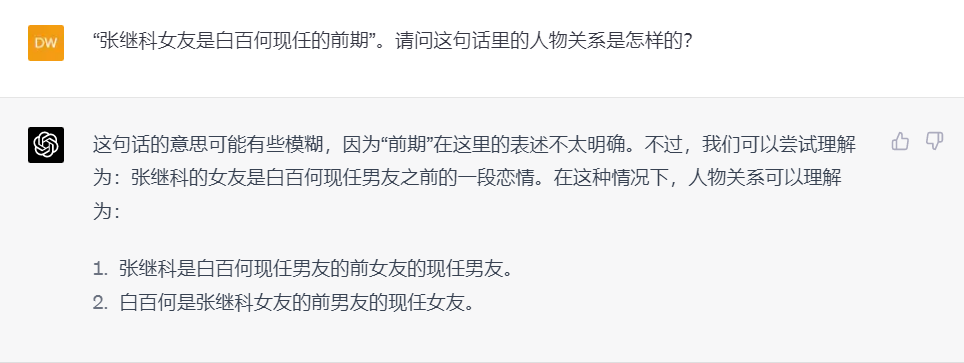 DW
“张继科女友是白百何现任的前期”。请问这句话里的人物关系是怎样的？
这句话的意思可能有些模糊，因为“前期”在这里的表述不太明确。不过，我们可以尝试理解
为：张继科的女友是白百何现任男友之前的一段恋情。在这种情况下，人物关系可以理解
为：
1. 张继科是白百何现任男友的前女友的现任男友。
2. 白百何是张继科女友的前男友的现任女友。